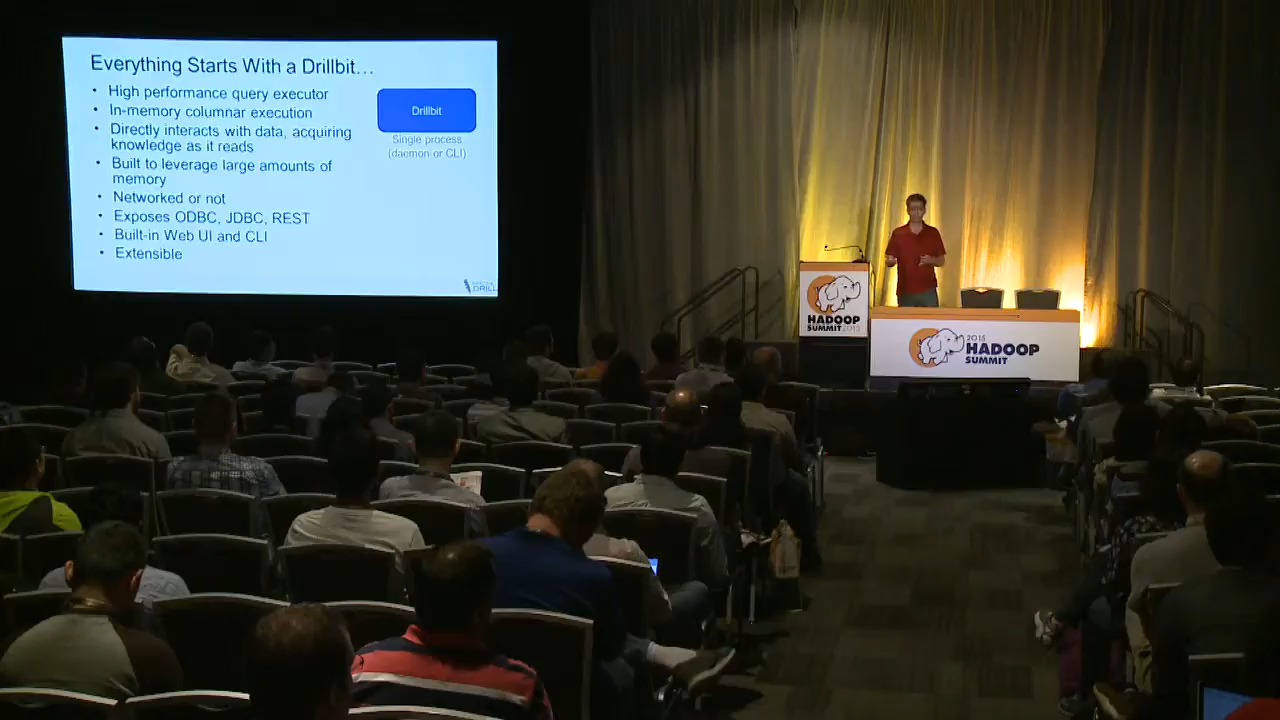 Everything Starts With a Drillbit…
• High performance query executor
• In-memory columnar execution
• Directly interacts with data, acquiring
knowledge as it reads
• Built to leverage large amounts of
memory
• Networked or not
• Exposes ODBC, JDBC, REST
• Built-in Web UI and CLI
• Extensible
Drillbit
Single process
(daemon or CLI)
DRILL
HADOOP
SUMMIT 2015
2015
HADOOP
SUMMIT